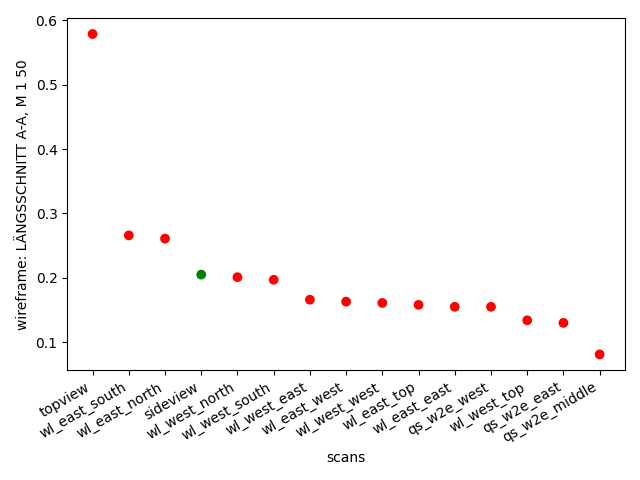 0.6
0.5
0.4
0.3
0.2
0.1
wireframe: LÄNGSSCHNITT A-A, M 1 50
topview
wl_east_south
wl_east_north
sideview
wl_west_north
wl_west_south
wl_west_east
wl_east_west
wl_west_west
wl_east_top
wl_east_east
qs_w2e_west
wl_west_top
qs_w2e_east
qs_w2e_middle
scans